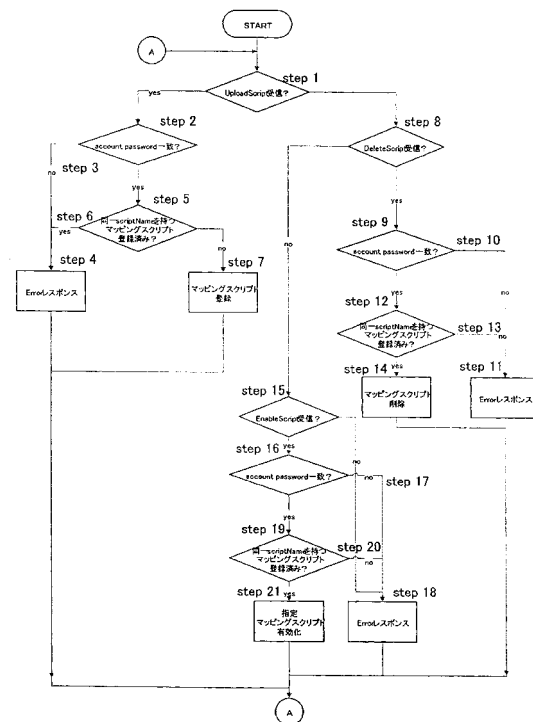 START
A
step 1
UploadScrip受信？
yes
step 2
account password一致？
step 3
no
yes
step 5
step 6
同一scriptNameを持つ
マッピングスクリプト
登録済み？
yes
no
step 4
Errorレスポンス
step 7
マッピングスクリプト
登録
step 8
DeleteScrip受信？
no
yes
step 9
account password一致？
step 10
no
yes
step 12
同一scriptNameを持つ
マッピングスクリプト
登録済み？
step 13
no
yes
step 14
マッピングスクリプト
削除
step 11
Errorレスポンス
step 15
EnableScrip受信？
yes
no
step 16
account password一致？
no
step 17
yes
step 19
同一scriptNameを持つ
マッピングスクリプト
登録済み？
step 20
no
yes
step 21
指定
マッピングスクリプト
有効化
step 18
Errorレスポンス
A